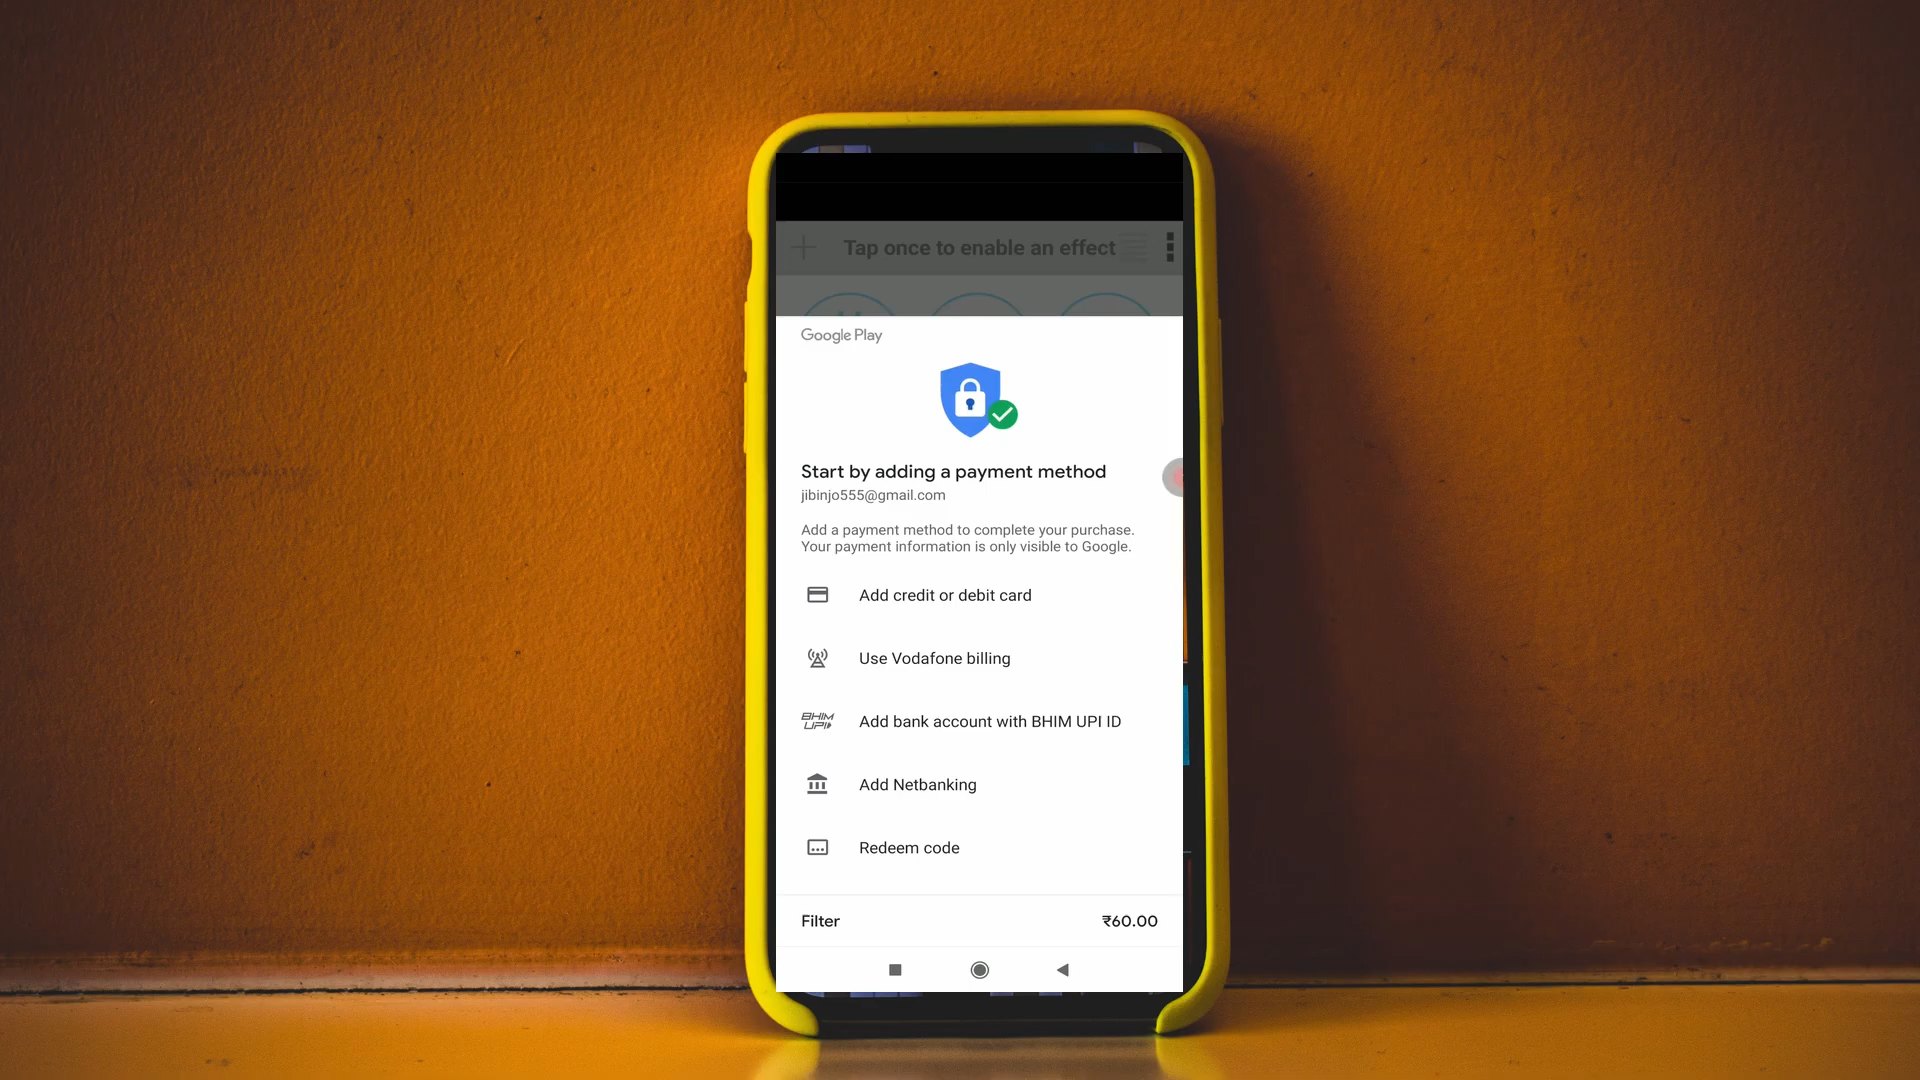 Tap once to enable an effect
Google Play
Start by adding a payment method
jibinjo555@gmail.com
Add a payment method to complete your purchase.
Your payment information is only visible to Google.
Add credit or debit card
Use Vodafone billing
BHIM UPI
Add bank account with BHIM UPI ID
Add Netbanking
Redeem code
Filter ₹60.00